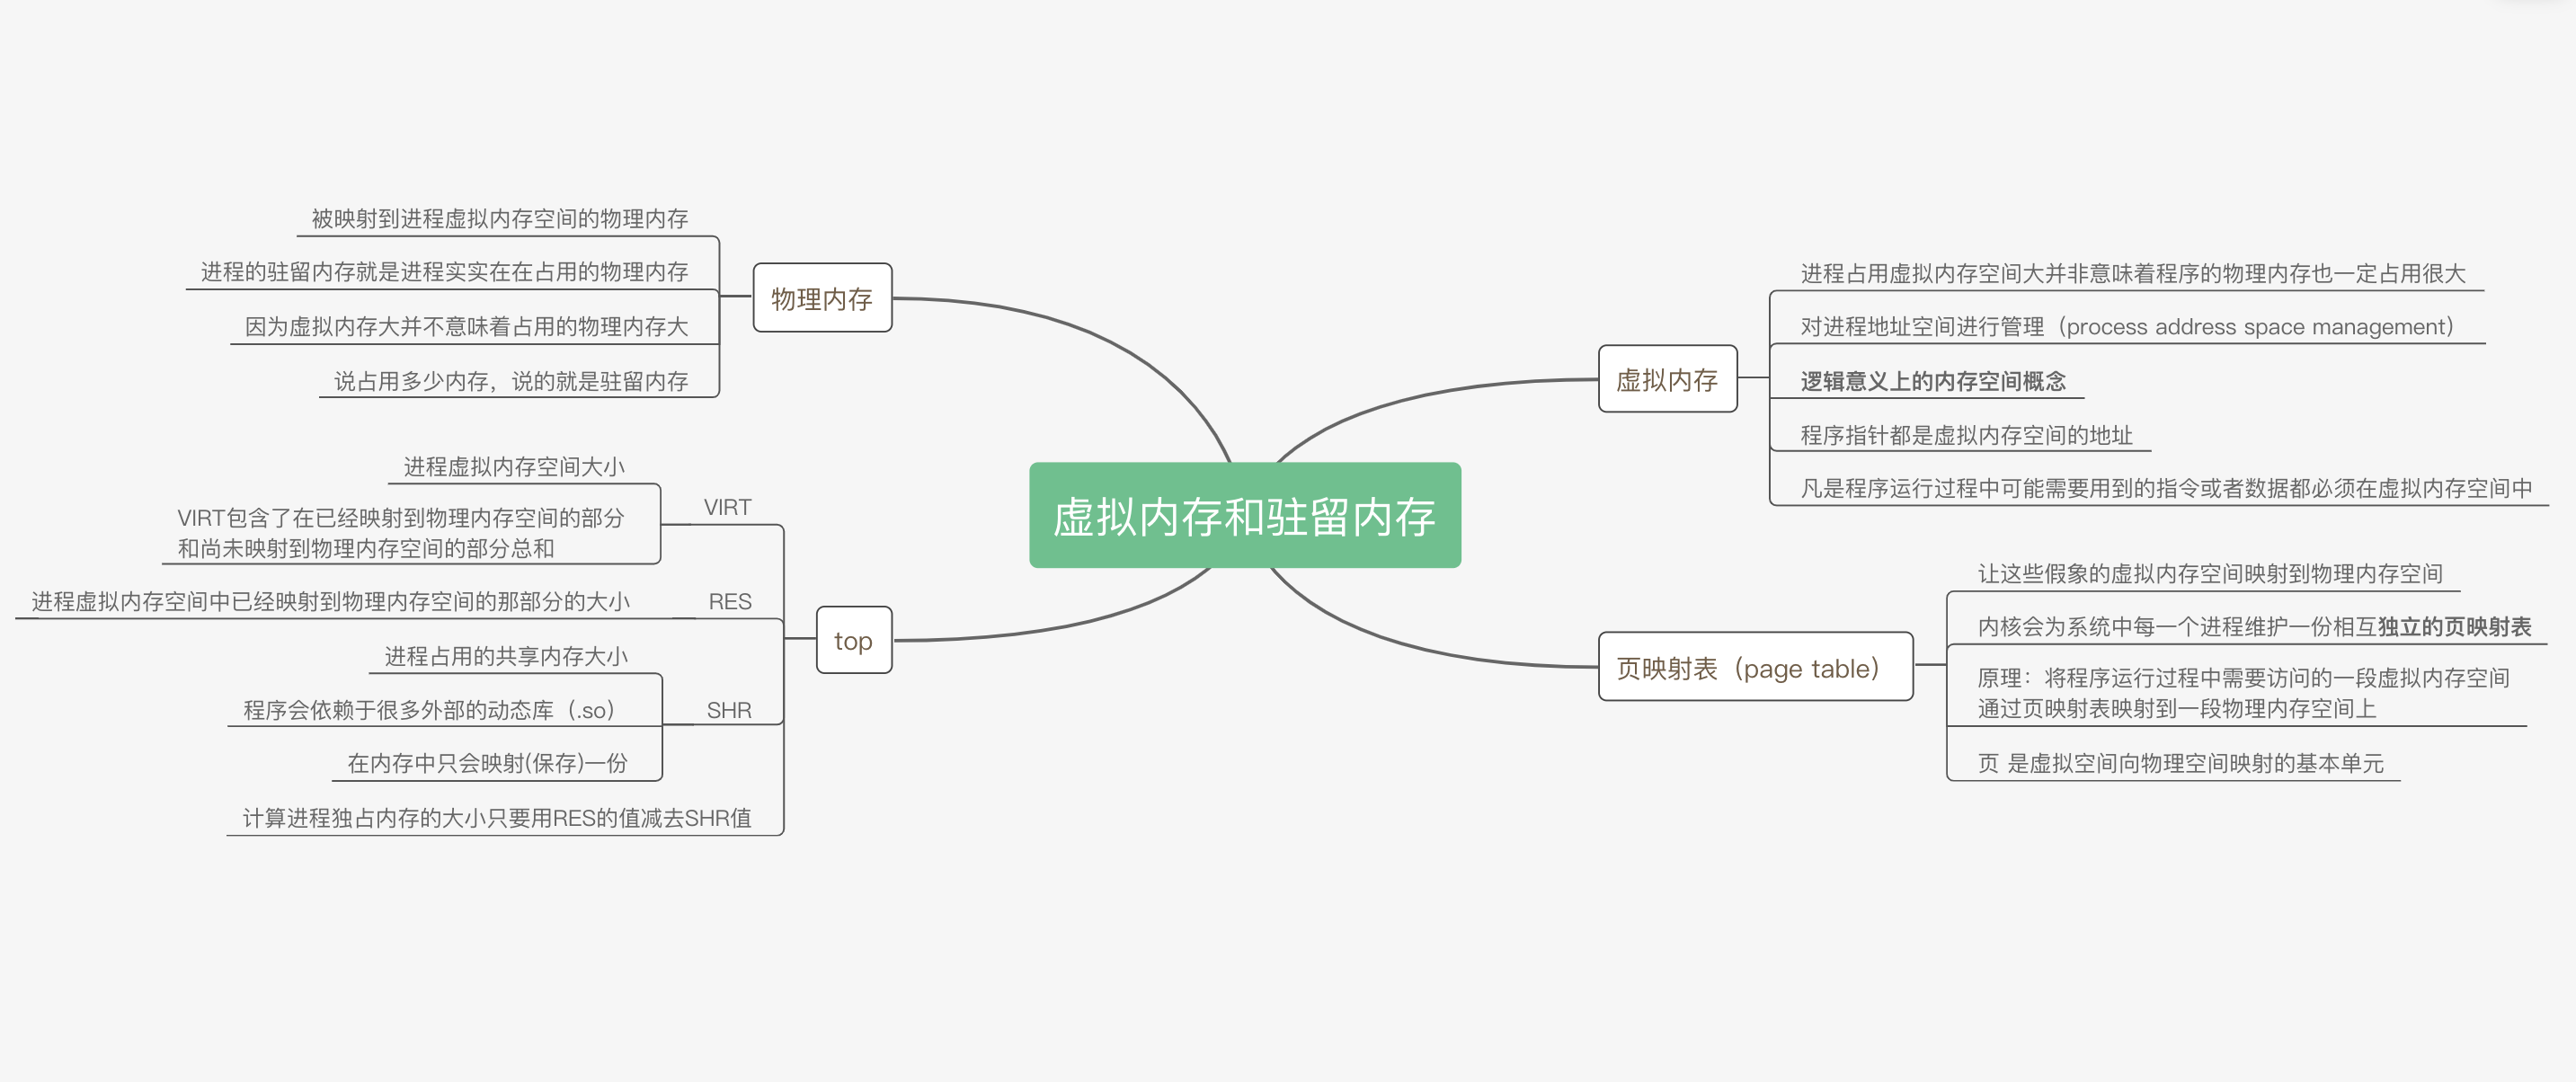 虚拟内存和驻留内存
物理内存
被映射到进程虚拟内存空间的物理内存
进程的驻留内存就是进程实实在在占用的物理内存
因为虚拟内存大并不意味着占用的物理内存大
说占用多少内存，说的就是驻留内存
top
VIRT
进程虚拟内存空间大小
VIRT包含了在已经映射到物理内存空间的部分
和尚未映射到物理内存空间的部分总和
RES
进程虚拟内存空间中已经映射到物理内存空间的那部分的大小
SHR
进程占用的共享内存大小
程序会依赖于很多外部的动态库（.so）
在内存中只会映射(保存)一份
计算进程独占内存的大小只要用RES的值减去SHR值
虚拟内存
进程占用虚拟内存空间大并非意味着程序的物理内存也一定占用很大
对进程地址空间进行管理（process address space management）
逻辑意义上的内存空间概念
程序指针都是虚拟内存空间的地址
凡是程序运行过程中可能需要用到的指令或者数据都必须在虚拟内存空间中
页映射表（page table）
让这些假象的虚拟内存空间映射到物理内存空间
内核会为系统中每一个进程维护一份相互独立的页映射表
原理：将程序运行过程中需要访问的一段虚拟内存空间
通过页映射表映射到一段物理内存空间上
页 是虚拟空间向物理空间映射的基本单元